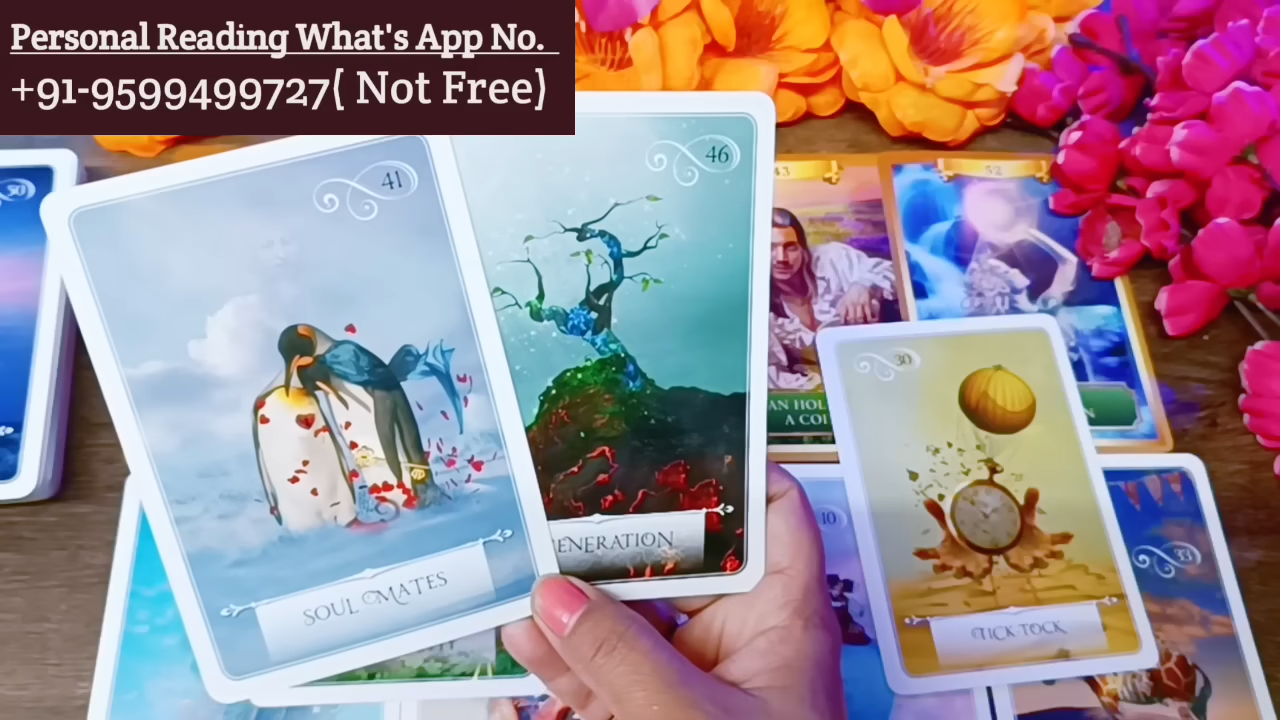 Personal Reading What's App No.
+91-9599499727( Not Free)
41
46
43
52
30
30
10
33
SOUL MATES
TICK TOCK